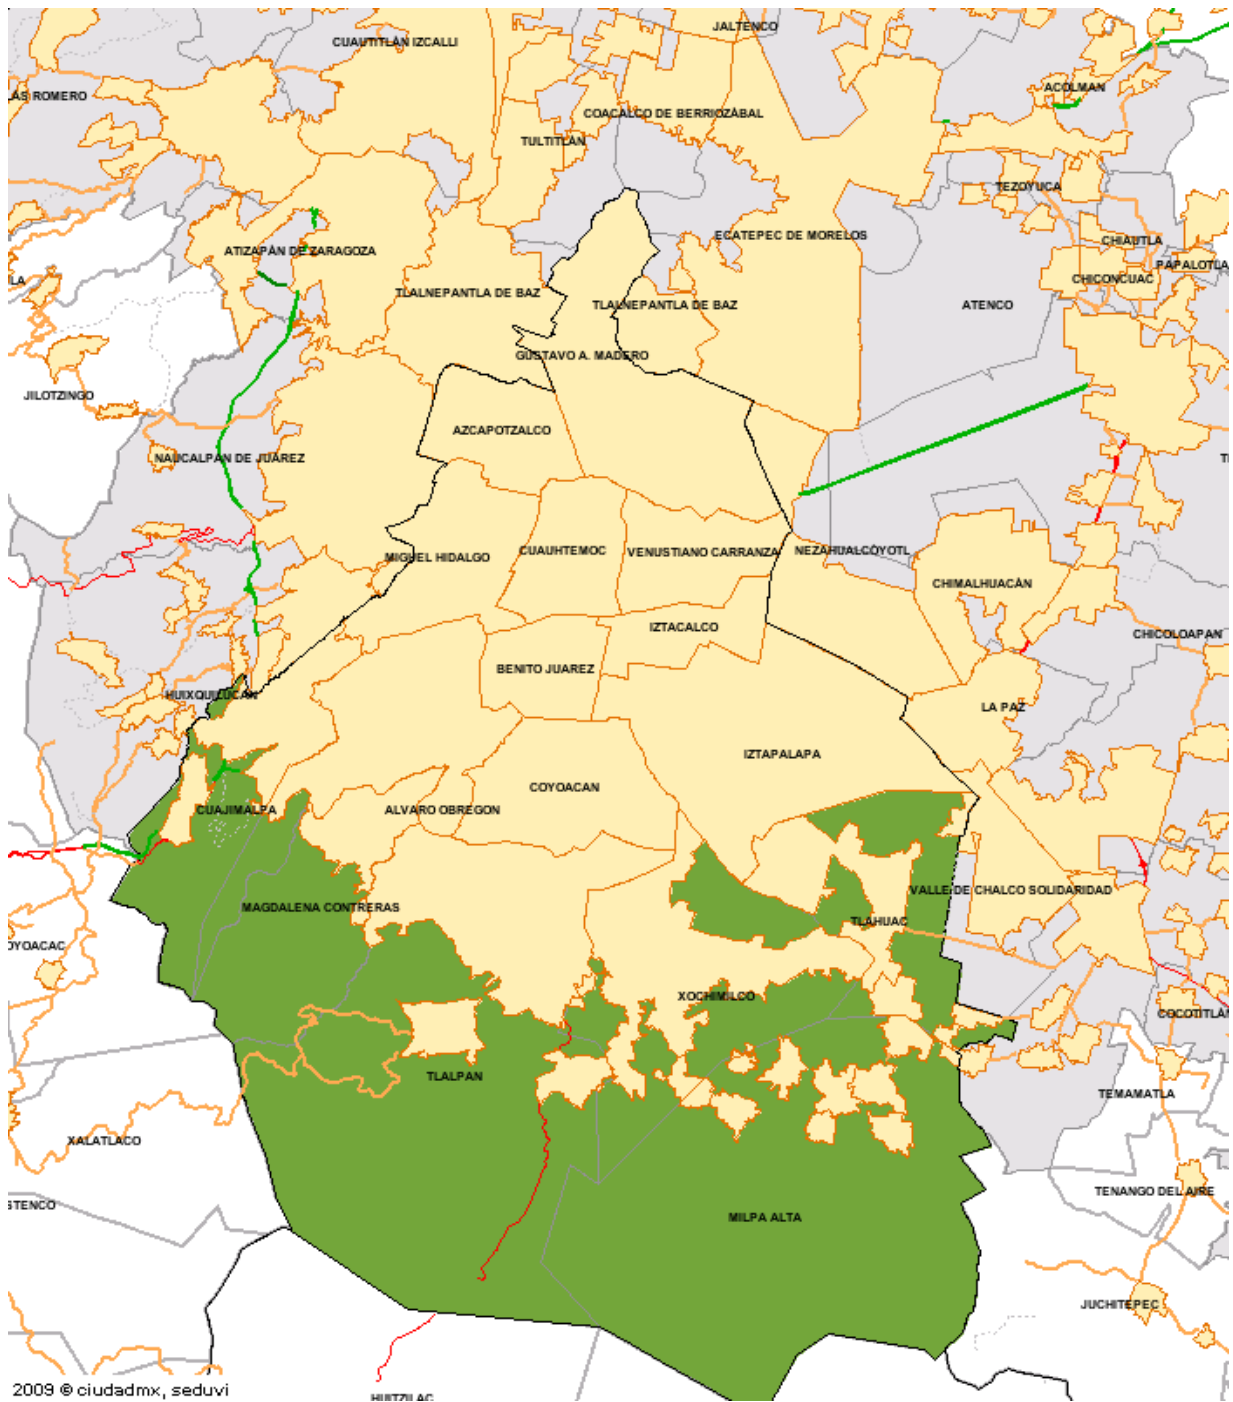 JALTENCO
CUAUTITLÁN IZCALLI
ACOLMAN
LÁS ROMERO
COACALCO DE BERRIOZÁBAL
TULTITLÁN
TEZOYUCA
ECATEPEC DE MORELOS
CHIAUTLA
ATIZAPÁN DE ZARAGOZA
PAPALOTLA
LA
CHICONCUAC
TLALNEPANTLA DE BAZ
TLALNEPANTLA DE BAZ
ATENCO
GUSTAVO A. MADERO
JILOTZINGO
AZCAPOTZALCO
NAUCALPAN DE JUÁREZ
MIGUEL HIDALGO
CUAUHTEMOC
VENUSTIANO CARRANZA
NEZAHUALCÓYOTL
CHIMALHUACÁN
IZTACALCO
CHICOLOAPAN
BENITO JUAREZ
HUIXQUILUCAN
LA PAZ
IZTAPALAPA
COYOACAN
CUAJIMALPA
ALVARO OBREGON
VALLE DE CHALCO SOLIDARIDAD
MAGDALENA CONTRERAS
TLAHUAC
OYOACAC
XOCHIMILCO
COCOTITLÁN
TLALPAN
TEMAMATLA
XALATLACO
TENANGO DEL AIRE
STENCO
MILPA ALTA
JUCHITEPEC
2009 © ciudadmx, seduvi
HUITZILAC